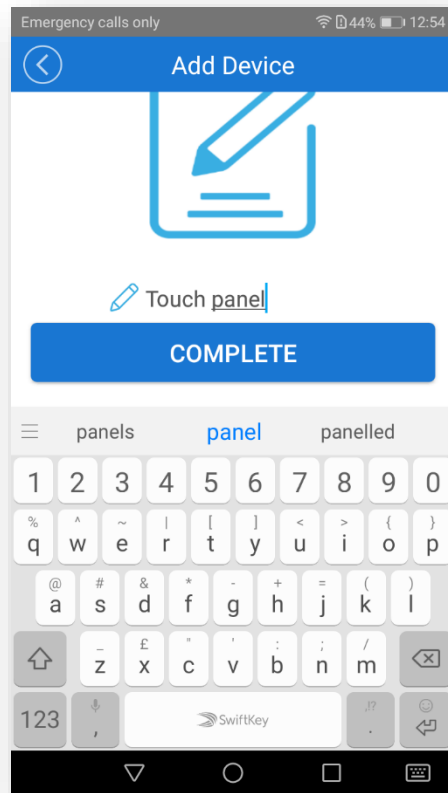 Emergency calls only 44% 12:54
Add Device
Touch panel
COMPLETE
panels panel panelled
1 2 3 4 5 6 7 8 9 0
% ^ ~ | [ ] < > { }
q w e r t y u i o p
@ # & * - + = ( )
a s d f g h j k l
_ £ " ' : ; /
z x c v b n m
123 , SwiftKey .,!? .